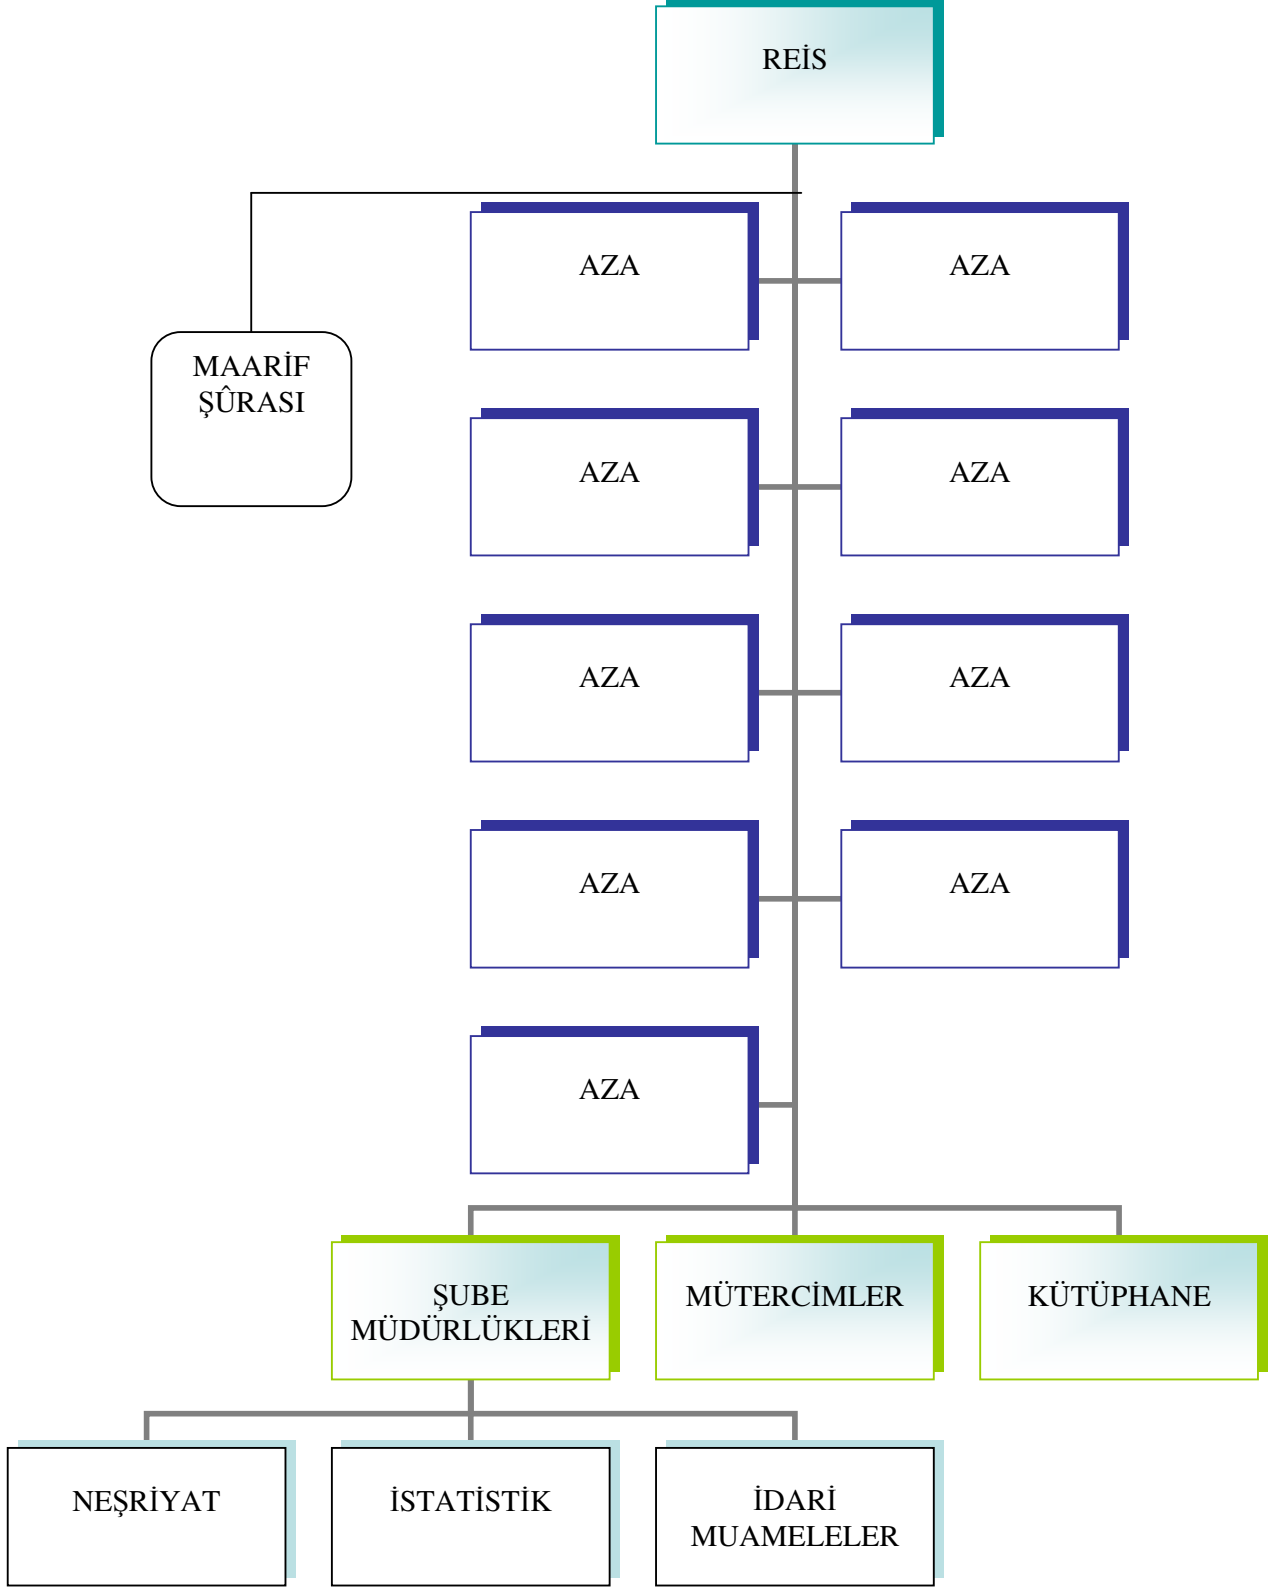 REİS
AZA
AZA
MAARİF
ŞÛRASI
AZA
AZA
AZA
AZA
AZA
AZA
AZA
ŞUBE
MÜDÜRLÜKLERİ
MÜTERCİMLER
KÜTÜPHANE
NEŞRİYAT
İSTATİSTİK
İDARİ
MUAMELELER